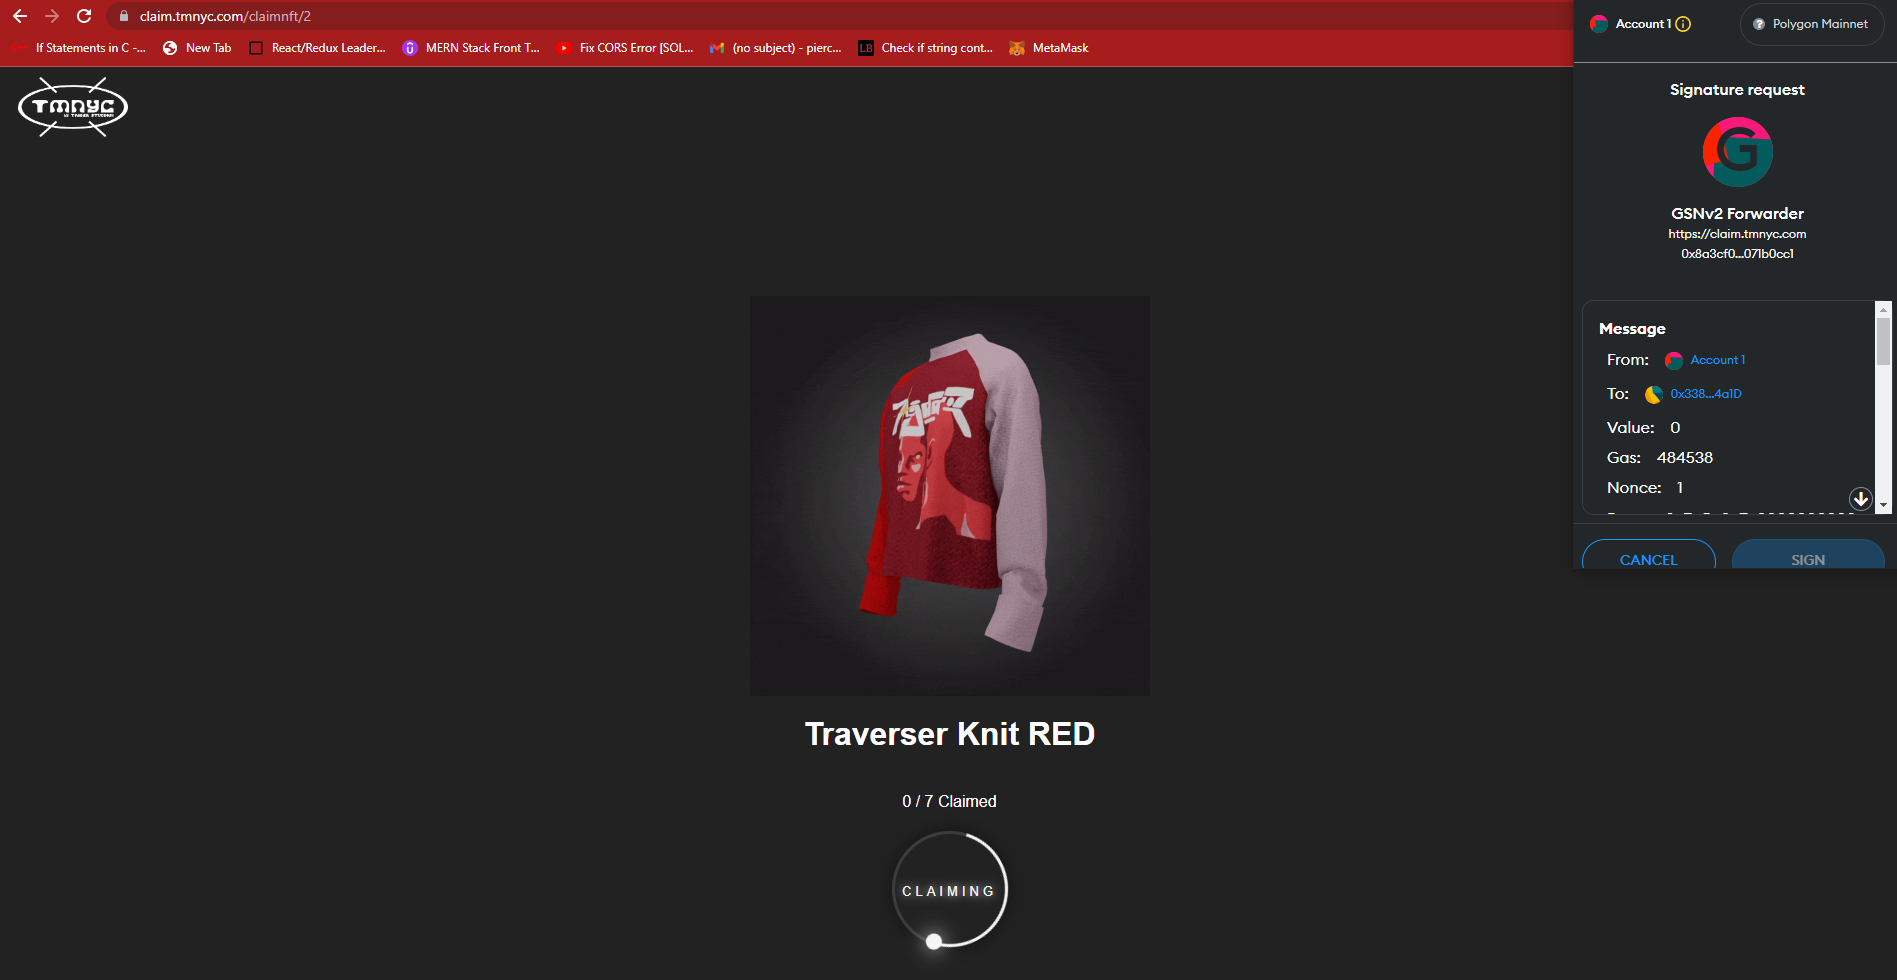 claim.tmnyc.com/claimnft/2
If Statements in C -...
New Tab
React/Redux Leader...
MERN Stack Front T...
Fix CORS Error [SOL...
(no subject) - pierc...
LB
Check if string cont...
MetaMask
TMNYC
Account 1
Polygon Mainnet
Signature request
G
GSNv2 Forwarder
https://claim.tmnyc.com
0x8a3cf0...071b0cc1
Message
From: Account 1
To: 0x338...4a1D
Value: 0
Gas: 484538
Nonce: 1
CANCEL
SIGN
Traverser Knit RED
0 / 7 Claimed
CLAIMING